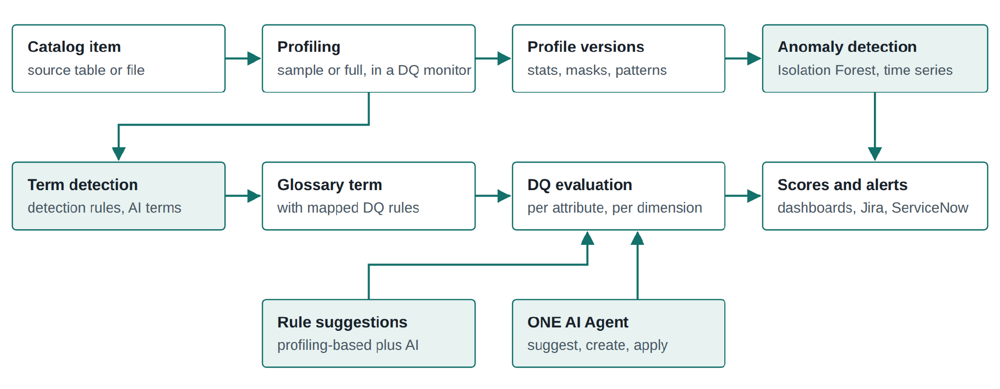 Catalog item
source table or file
Profiling
sample or full, in a DQ monitor
Profile versions
stats, masks, patterns
Anomaly detection
Isolation Forest, time series
Term detection
detection rules, AI terms
Glossary term
with mapped DQ rules
DQ evaluation
per attribute, per dimension
Scores and alerts
dashboards, Jira, ServiceNow
Rule suggestions
profiling-based plus AI
ONE AI Agent
suggest, create, apply